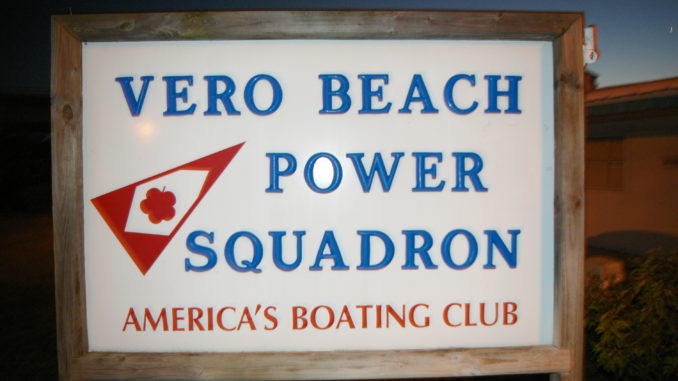 VERO BEACH
POWER
SQUADRON
AMERICA'S BOATING CLUB